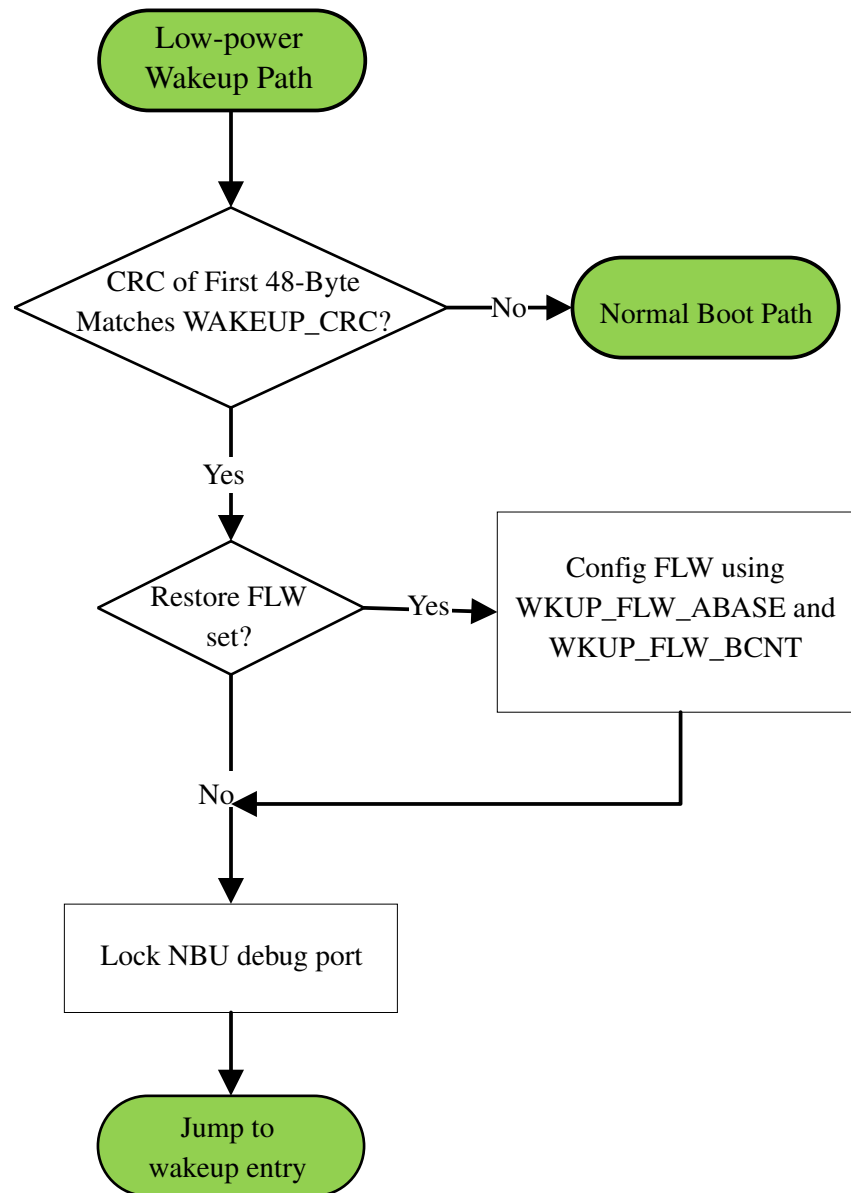 Low-power
Wakeup Path
CRC of First 48-Byte
Matches WAKEUP_CRC?
No
Normal Boot Path
Yes
Restore FLW
set?
Yes
Config FLW using
WKUP_FLW_ABASE and
WKUP_FLW_BCNT
No
Lock NBU debug port
Jump to
wakeup entry